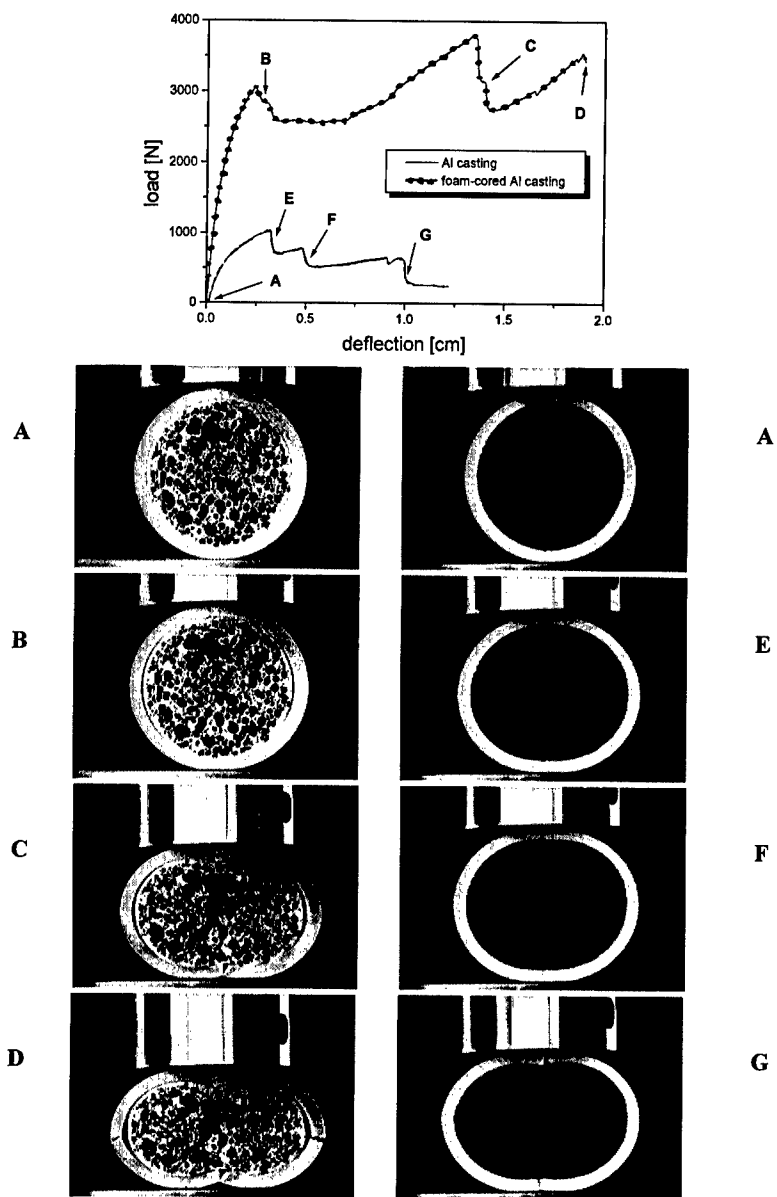 4000
3000
2000
1000
0
load [N]
0.0 0.5 1.0 1.5 2.0
deflection [cm]
B
C
D
Al casting
foam-cored Al casting
E
F
G
A
A A
B E
C F
D G